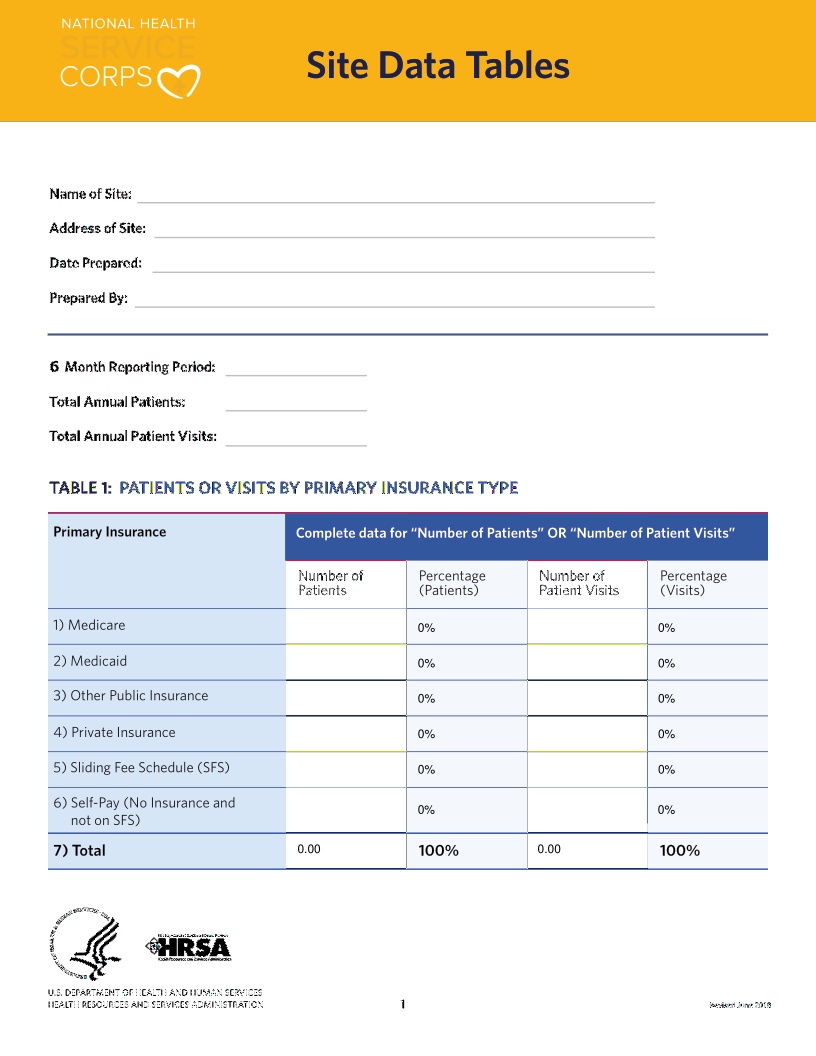 NATIONAL HEALTH
SERVICE
CORPS
Site Data Tables
Name of Site:
Address of Site:
Date Prepared:
Prepared By:
6 Month Reporting Period:
Total Annual Patients:
Total Annual Patient Visits:
TABLE 1: PATIENTS OR VISITS BY PRIMARY INSURANCE TYPE
Primary Insurance
Complete data for “Number of Patients” OR “Number of Patient Visits”
Number of Patients
Percentage (Patients)
Number of Patient Visits
Percentage (Visits)
1) Medicare 0% 0%
2) Medicaid 0% 0%
3) Other Public Insurance 0% 0%
4) Private Insurance 0% 0%
5) Sliding Fee Schedule (SFS) 0% 0%
6) Self-Pay (No Insurance and
not on SFS) 0% 0%
7) Total 0.00 100% 0.00 100%
HRSA
U.S. DEPARTMENT OF HEALTH AND HUMAN SERVICES
HEALTH RESOURCES AND SERVICES ADMINISTRATION
1
Revised June 2018